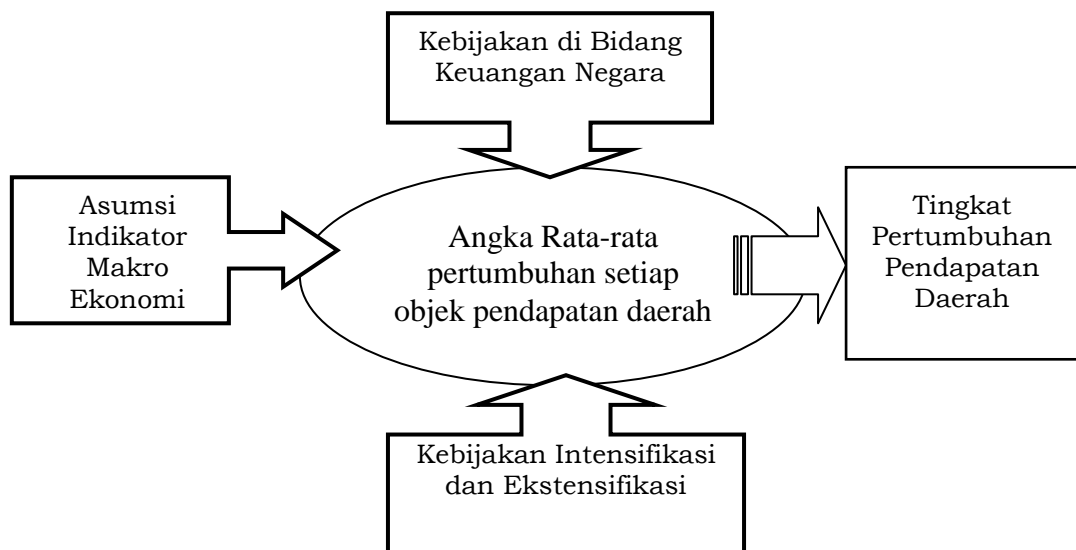 Kebijakan di Bidang
Keuangan Negara
Asumsi
Indikator
Makro
Ekonomi
Angka Rata-rata
pertumbuhan setiap
objek pendapatan daerah
Tingkat
Pertumbuhan
Pendapatan
Daerah
Kebijakan Intensifikasi
dan Ekstensifikasi